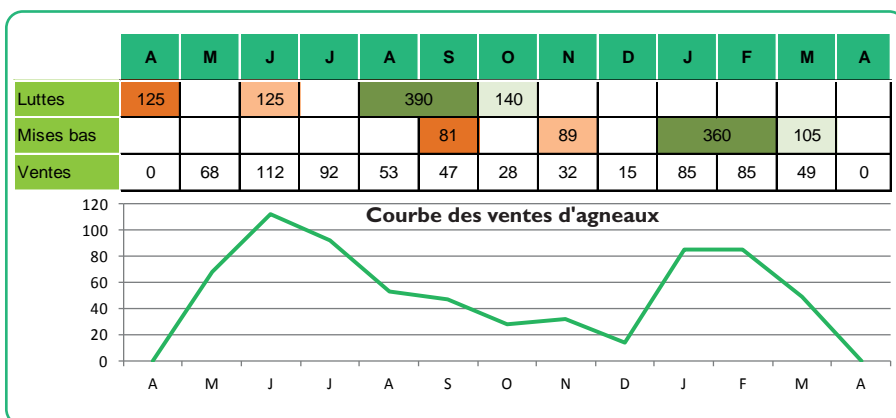 A M J J A S O N D J F M A
Luttes 125 125 390 140
Mises bas 81 89 360 105
Ventes 0 68 112 92 53 47 28 32 15 85 85 49 0
Courbe des ventes d'agneaux
120
100
80
60
40
20
0
A M J J A S O N D J F M A